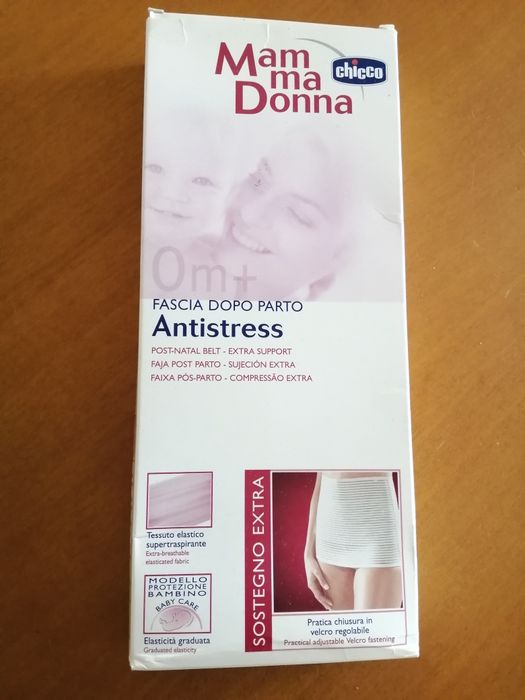 Mam
ma
Donna
chicco
0m+
FASCIA DOPO PARTO
Antistress
POST-NATAL BELT - EXTRA SUPPORT
FAJA POST PARTO - SUJECIÓN EXTRA
FAIXA PÓS-PARTO - COMPRESSÃO EXTRA
Tessuto elastico
supertraspirante
Extra-breathable
elasticated fabric
MODELLO
PROTEZIONE
BAMBINO
BABY CARE
Elasticità graduata
Graduated elasticity
SOSTEGNO EXTRA
Pratica chiusura in
velcro regolabile
Practical adjustable Velcro fastening